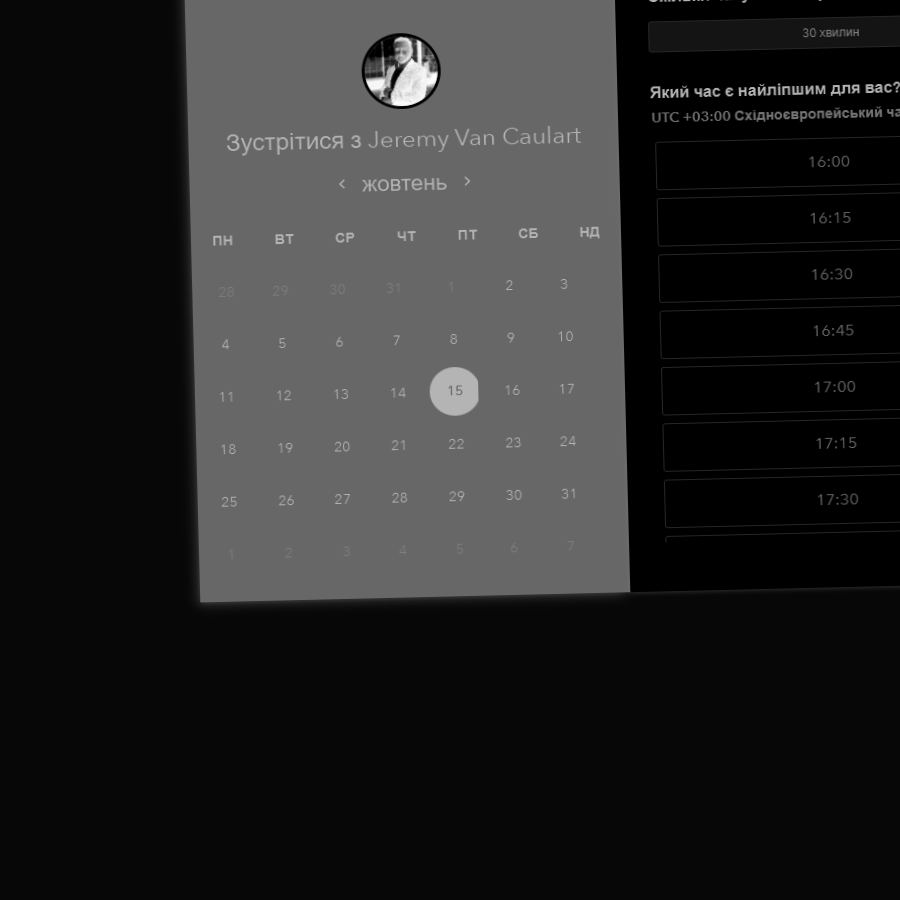 Зустрітися з Jeremy Van Caulart
жовтень
ПН ВТ СР ЧТ ПТ СБ НД
28 29 30 31 1 2 3
4 5 6 7 8 9 10
11 12 13 14 15 16 17
18 19 20 21 22 23 24
25 26 27 28 29 30 31
1 2 3 4 5 6 7
30 хвилин
Який час є найліпшим для вас?
UTC +03:00 Східноєвропейський
16:00
16:15
16:30
16:45
17:00
17:15
17:30